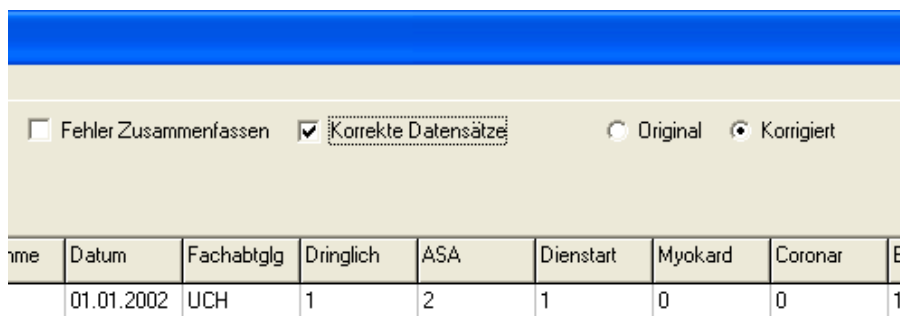 Fehler Zusammenfassen Korrekte Datensätze Original Korrigiert
Datum Fachabtglg Dringlich ASA Dienstart Myokard Coronar
01.01.2002 UCH 1 2 1 0 0 1